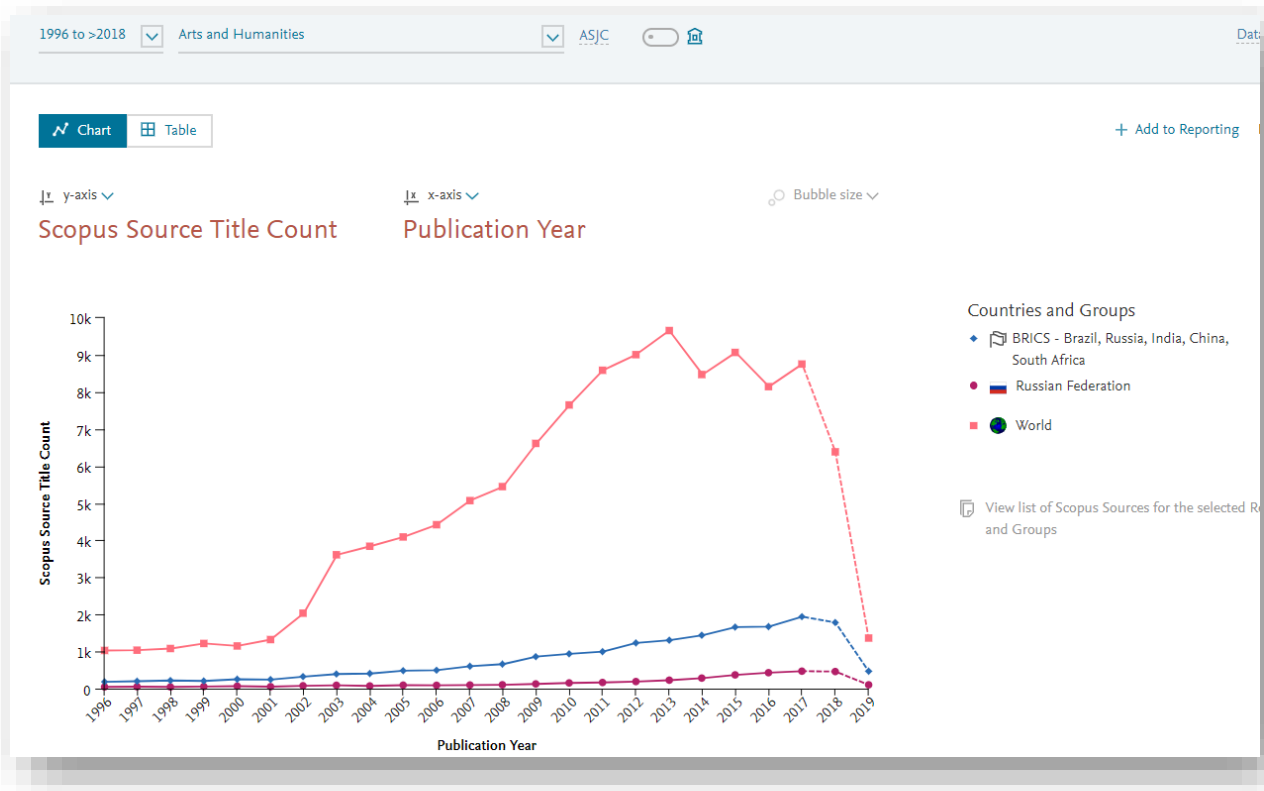 1996 to >2018 Arts and Humanities ASJC
Chart Table + Add to Reporting
y-axis x-axis Bubble size
Scopus Source Title Count Publication Year
Countries and Groups
BRICS - Brazil, Russia, India, China,
South Africa
Russian Federation
World
View list of Scopus Sources for the selected
and Groups
Scopus Source Title Count
10k
9k
8k
7k
6k
5k
4k
3k
2k
1k
0
1996 1997 1998 1999 2000 2001 2002 2003 2004 2005 2006 2007 2008 2009 2010 2011 2012 2013 2014 2015 2016 2017 2018 2019
Publication Year